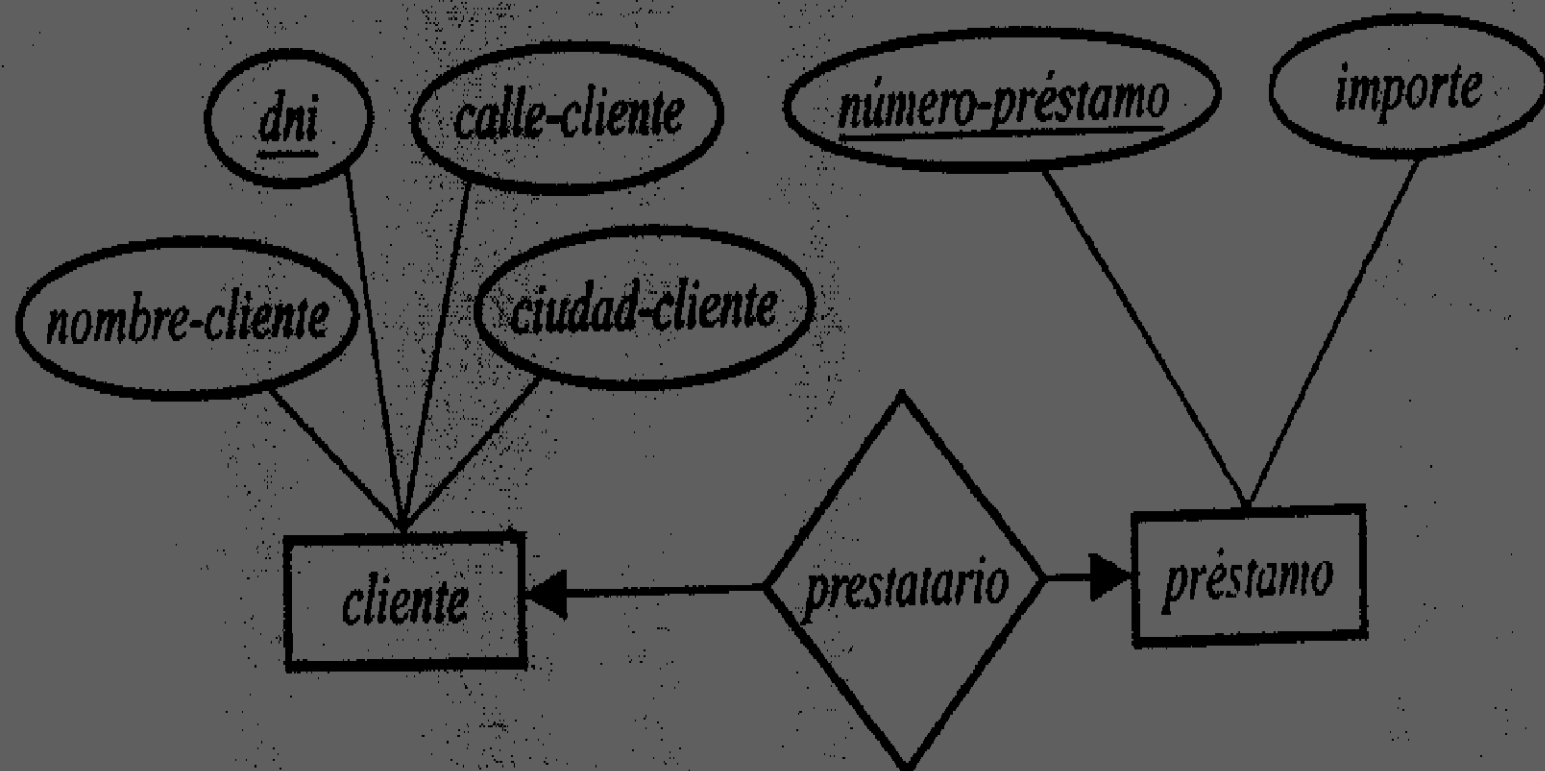 dni
calle-cliente
número-préstamo
importe
nombre-cliente
ciudad-cliente
cliente
prestatario
préstamo